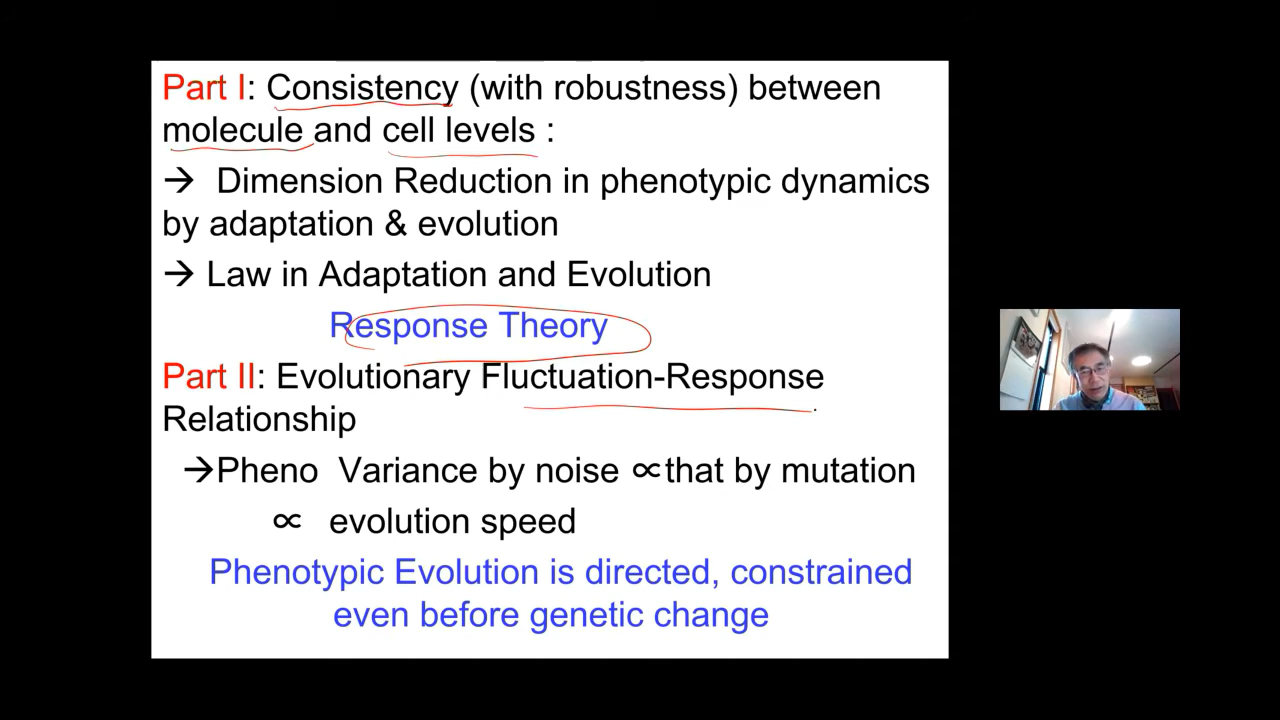 Part I: Consistency (with robustness) between
molecule and cell levels :
→ Dimension Reduction in phenotypic dynamics
by adaptation & evolution
→ Law in Adaptation and Evolution
Response Theory
Part II: Evolutionary Fluctuation-Response
Relationship
→Pheno Variance by noise ∝that by mutation
∝ evolution speed
Phenotypic Evolution is directed, constrained
even before genetic change